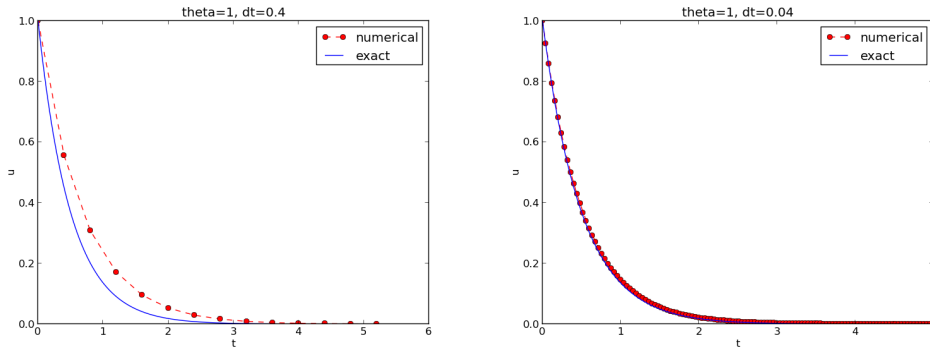 theta=1, dt=0.4
1.0
0.8
0.6
0.4
0.2
0.0
u
numerical
exact
0 1 2 3 4 5 6
t
theta=1, dt=0.04
1.0
0.8
0.6
0.4
0.2
0.0
u
numerical
exact
0 1 2 3 4
t